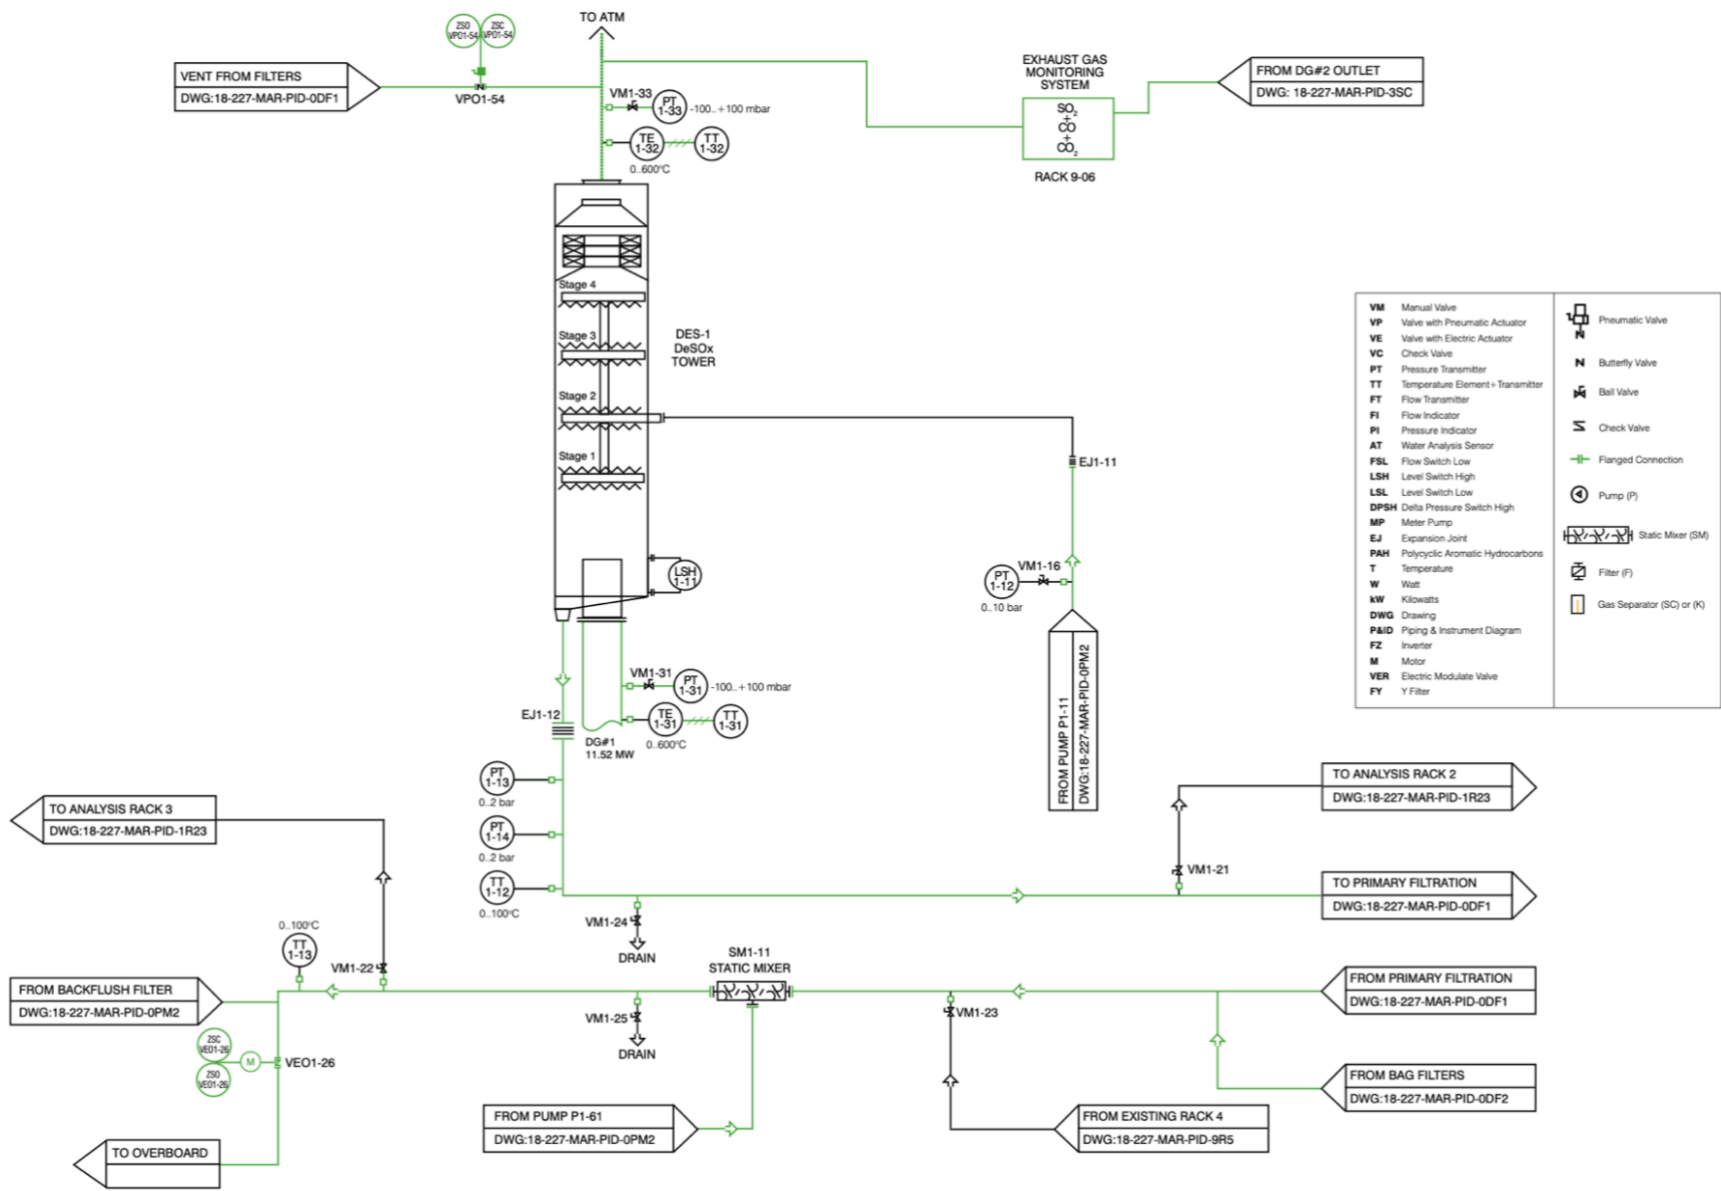 TO ATM
ZSO
VPO1-54
ZSC
VPO1-54
VENT FROM FILTERS
DWG:18-227-MAR-PID-0DF1
VPO1-54
VM1-33
PT
1-33
-100..+100 mbar
TE
1-32
TT
1-32
0..600°C
EXHAUST GAS
MONITORING
SYSTEM
SO2
+
CO
+
CO2
RACK 9-06
FROM DG#2 OUTLET
DWG: 18-227-MAR-PID-3SC
Stage 4
Stage 3
Stage 2
Stage 1
DES-1
DeSOx
TOWER
LSH
1-11
EJ1-11
VM1-16
PT
1-12
0..10 bar
FROM PUMP P1-11
DWG:18-227-MAR-PID-0PM2
VM1-31
PT
1-31
-100..+100 mbar
TE
1-31
TT
1-31
0..600°C
EJ1-12
DG#1
11.52 MW
PT
1-13
0..2 bar
PT
1-14
0..2 bar
TT
1-12
0..100°C
VM Manual Valve
VP Valve with Pneumatic Actuator
VE Valve with Electric Actuator
VC Check Valve
PT Pressure Transmitter
TT Temperature Element+Transmitter
FT Flow Transmitter
FI Flow Indicator
PI Pressure Indicator
AT Water Analysis Sensor
FSL Flow Switch Low
LSH Level Switch High
LSL Level Switch Low
DPSH Delta Pressure Switch High
MP Meter Pump
EJ Expansion Joint
PAH Polycyclic Aromatic Hydrocarbons
T Temperature
W Watt
kW Kilowatts
DWG Drawing
P&ID Piping & Instrument Diagram
FZ Inverter
M Motor
VER Electric Modulate Valve
FY Y Filter
Pneumatic Valve
Butterfly Valve
Ball Valve
Check Valve
Flanged Connection
Pump (P)
Static Mixer (SM)
Filter (F)
Gas Separator (SC) or (K)
TO ANALYSIS RACK 3
DWG:18-227-MAR-PID-1R23
TO ANALYSIS RACK 2
DWG:18-227-MAR-PID-1R23
VM1-21
TO PRIMARY FILTRATION
DWG:18-227-MAR-PID-0DF1
VM1-24
DRAIN
0..100°C
TT
1-13
VM1-22
SM1-11
STATIC MIXER
FROM BACKFLUSH FILTER
DWG:18-227-MAR-PID-0PM2
VM1-25
DRAIN
VM1-23
FROM PRIMARY FILTRATION
DWG:18-227-MAR-PID-0DF1
ZSC
VEO1-26
ZSO
VEO1-26
M
VEO1-26
FROM BAG FILTERS
DWG:18-227-MAR-PID-0DF2
FROM PUMP P1-61
DWG:18-227-MAR-PID-0PM2
FROM EXISTING RACK 4
DWG:18-227-MAR-PID-9R5
TO OVERBOARD